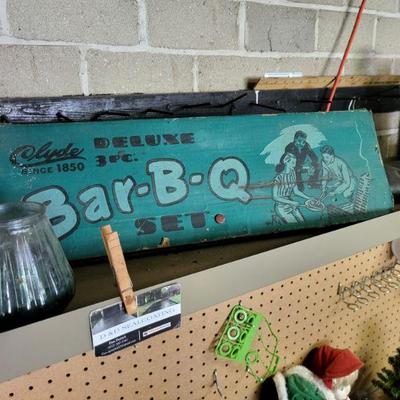 Clyde
SINCE 1850
DELUXE
3 PC.
Bar-B-Q
SET
D & D SEALCOATING